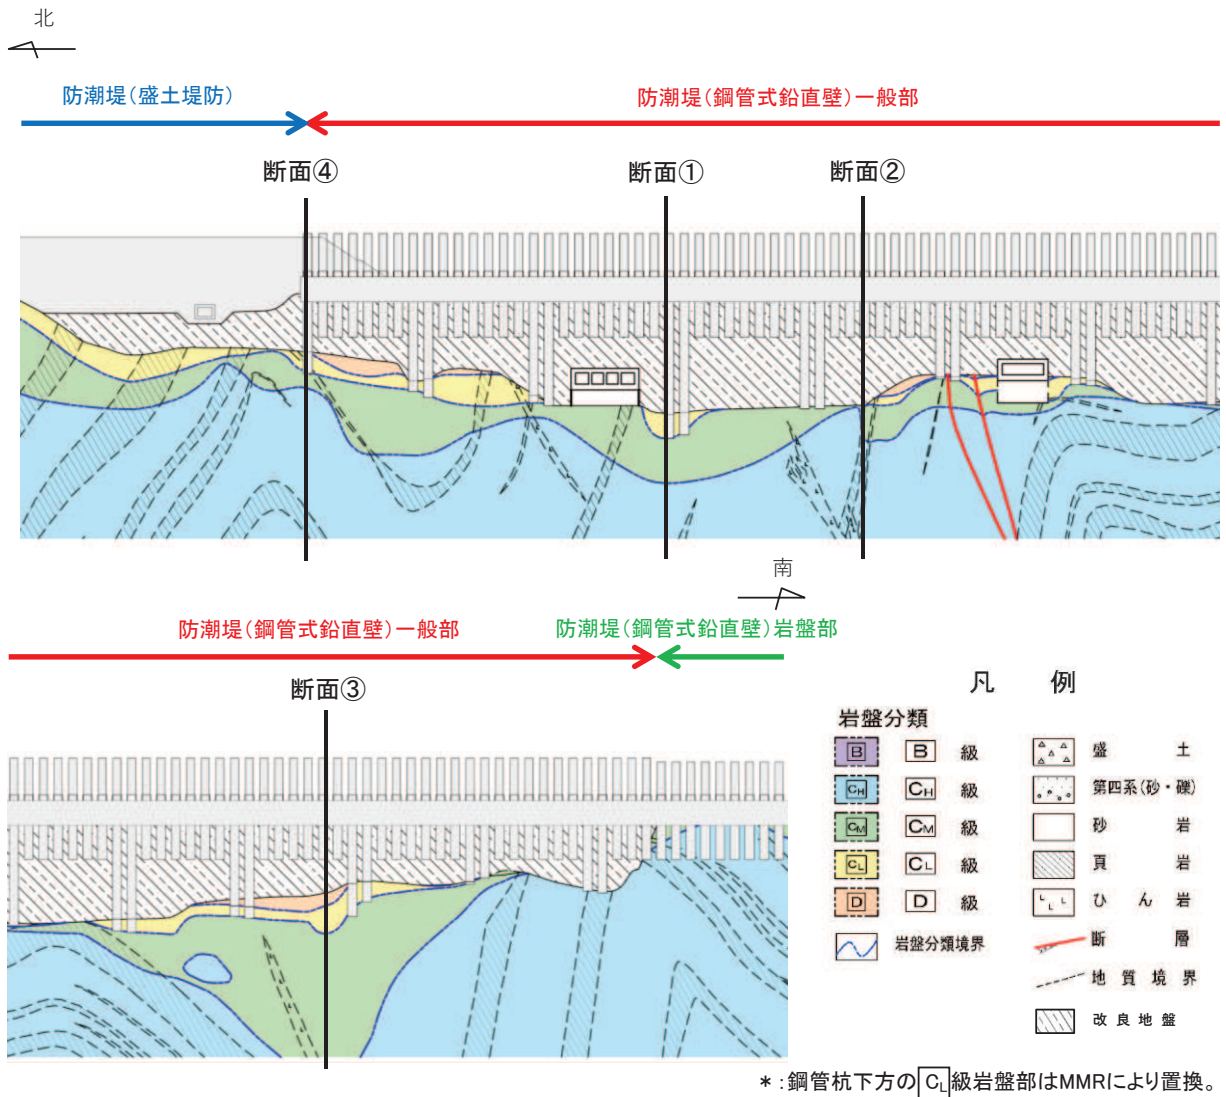 北
防潮堤(盛土堤防)
防潮堤(鋼管式鉛直壁)一般部
断面④
断面①
断面②
南
防潮堤(鋼管式鉛直壁)一般部
防潮堤(鋼管式鉛直壁)岩盤部
断面③
凡 例
岩盤分類
B B 級
CH CH 級
CM CM 級
CL CL 級
D D 級
岩盤分類境界
盛 土
第四系(砂・礫)
砂 岩
頁 岩
ひ ん 岩
断 層
地 質 境 界
改 良 地 盤
*:鋼管杭下方のCL級岩盤部はMMRにより置換。